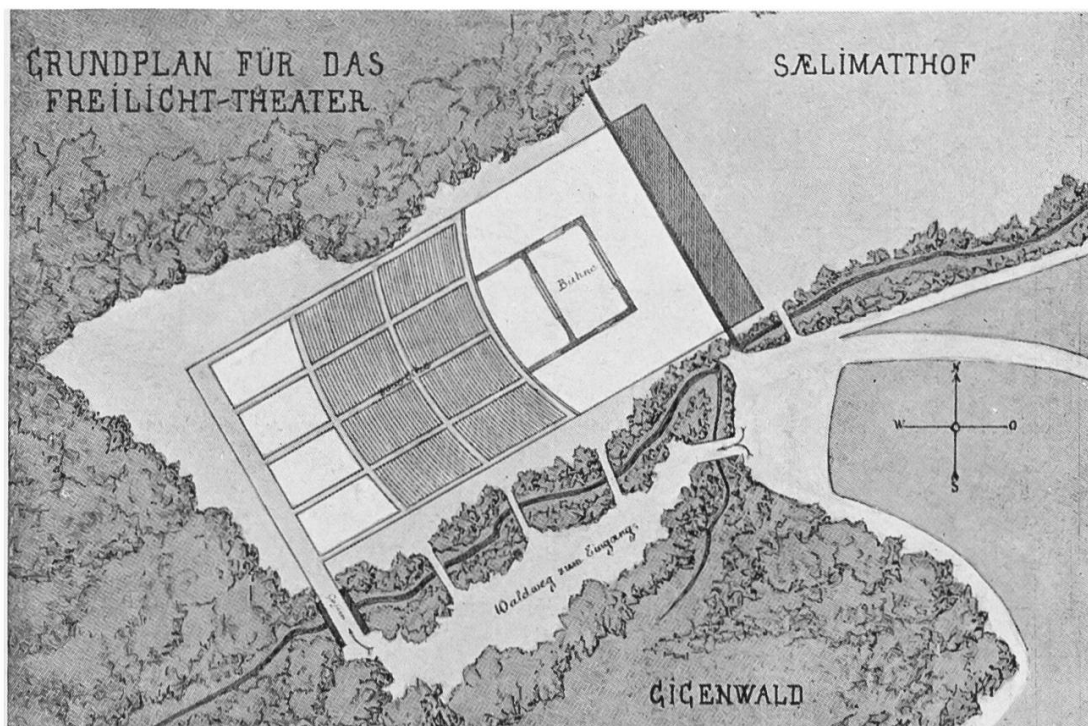 GRUNDPLAN FÜR DAS
FREILICHT-THEATER
SÆLIMATTHOF
Bühne
N
W
O
S
Waldweg zum Eingang.
GIGENWALD